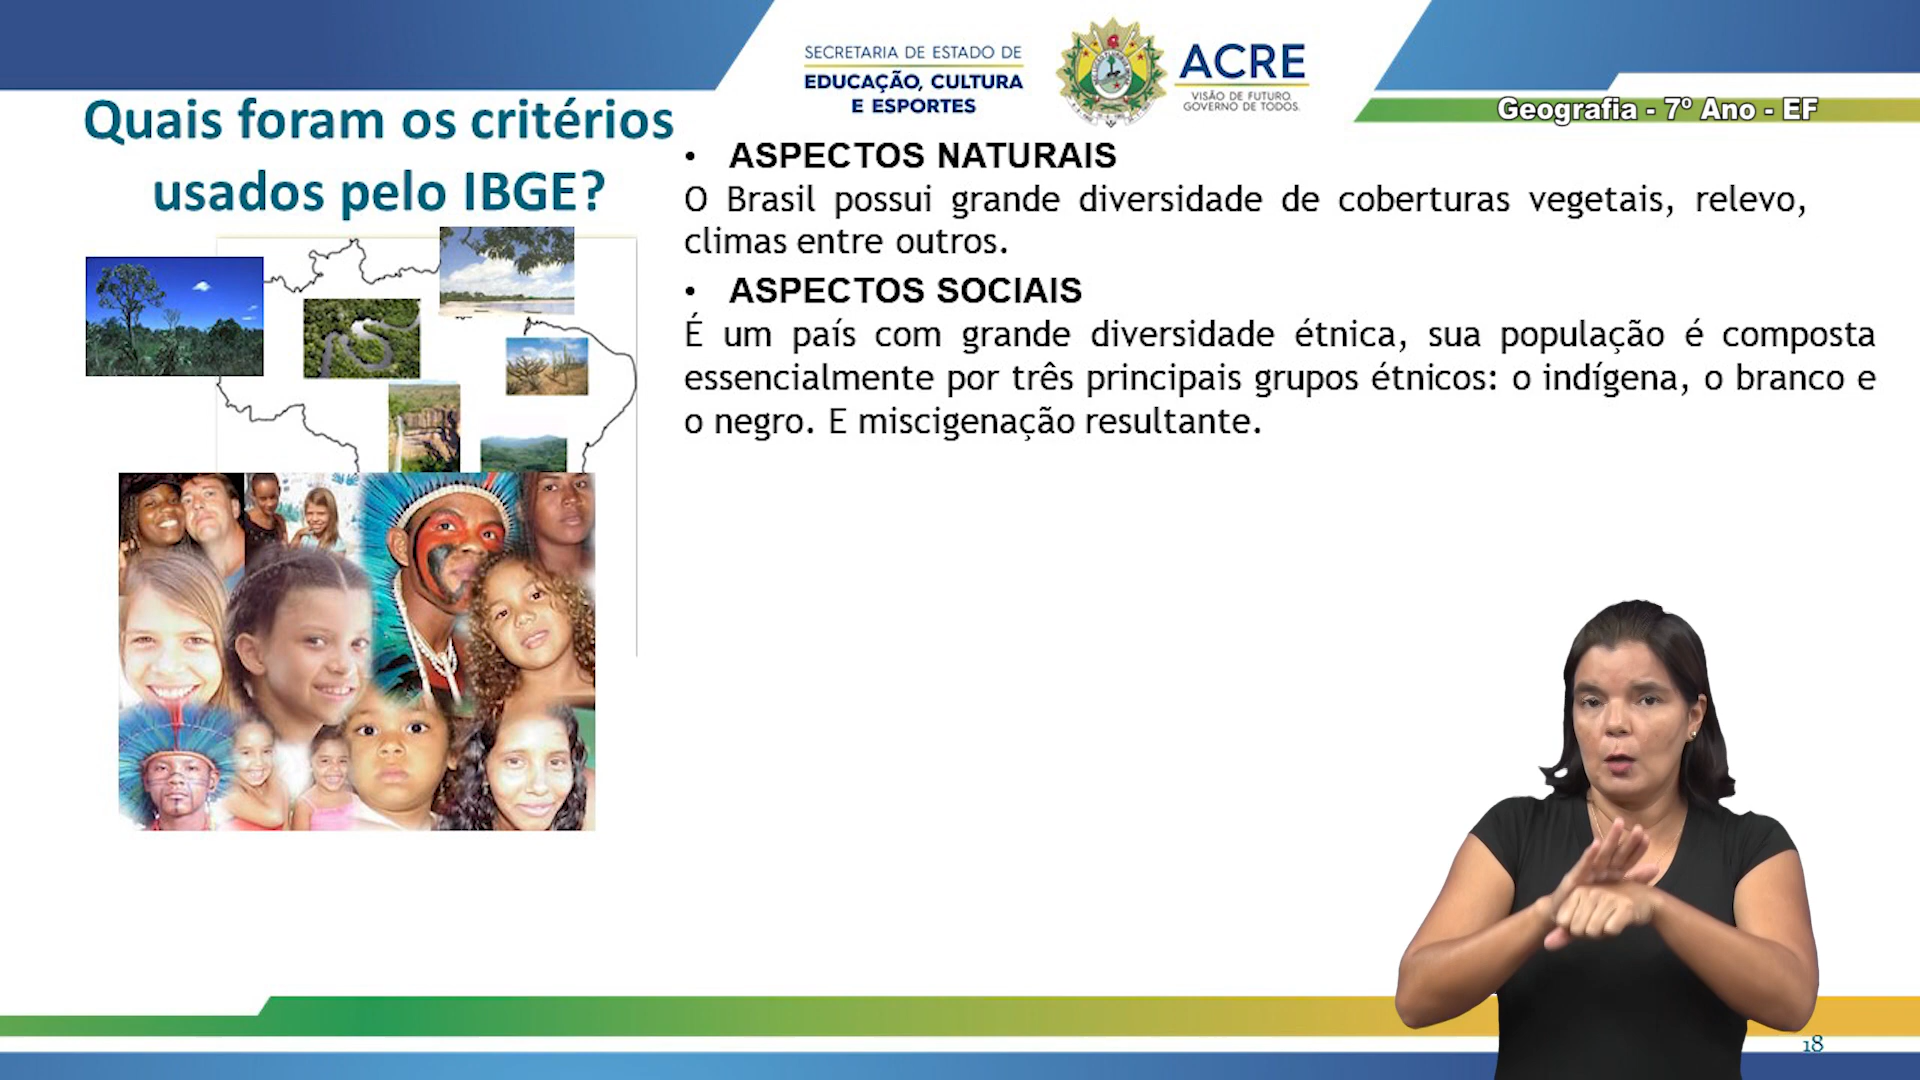 SECRETARIA DE ESTADO DE
EDUCAÇÃO, CULTURA
E ESPORTES
ACRE
VISÃO DE FUTURO.
GOVERNO DE TODOS.
Geografia - 7º Ano - EF
Quais foram os critérios
usados pelo IBGE?
• ASPECTOS NATURAIS
O Brasil possui grande diversidade de coberturas vegetais, relevo,
climas entre outros.
• ASPECTOS SOCIAIS
É um país com grande diversidade étnica, sua população é composta
essencialmente por três principais grupos étnicos: o indígena, o branco e
o negro. E miscigenação resultante.
18